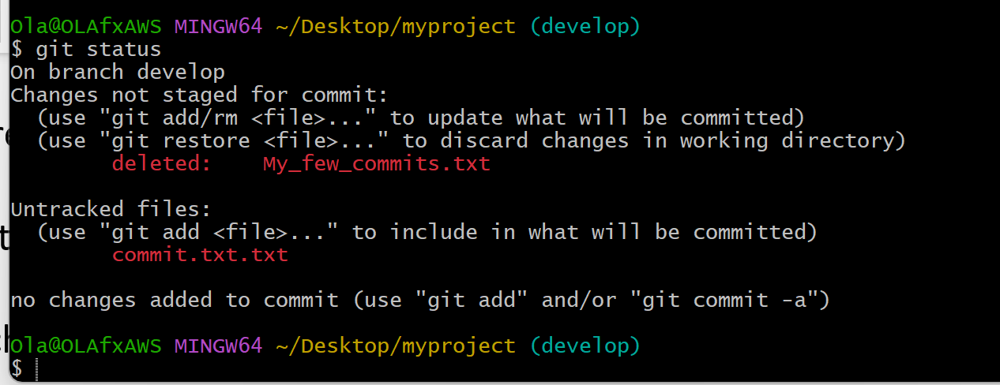 Ola@OLAfxAWS MINGW64 ~/Desktop/myproject (develop)
$ git status
On branch develop
Changes not staged for commit:
  (use "git add/rm <file>..." to update what will be committed)
  (use "git restore <file>..." to discard changes in working directory)
        deleted:    My_few_commits.txt

Untracked files:
  (use "git add <file>..." to include in what will be committed)
        commit.txt.txt

no changes added to commit (use "git add" and/or "git commit -a")

Ola@OLAfxAWS MINGW64 ~/Desktop/myproject (develop)
$